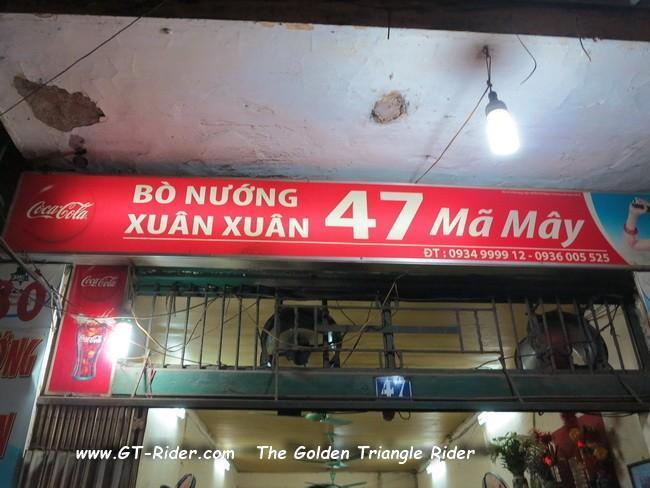 BÒ NƯỚNG
XUÂN XUÂN
47 Mã Mây
ĐT : 0934 9999 12 - 0936 005 525
Coca-Cola
Coca-Cola
47
www.GT-Rider.com The Golden Triangle Rider